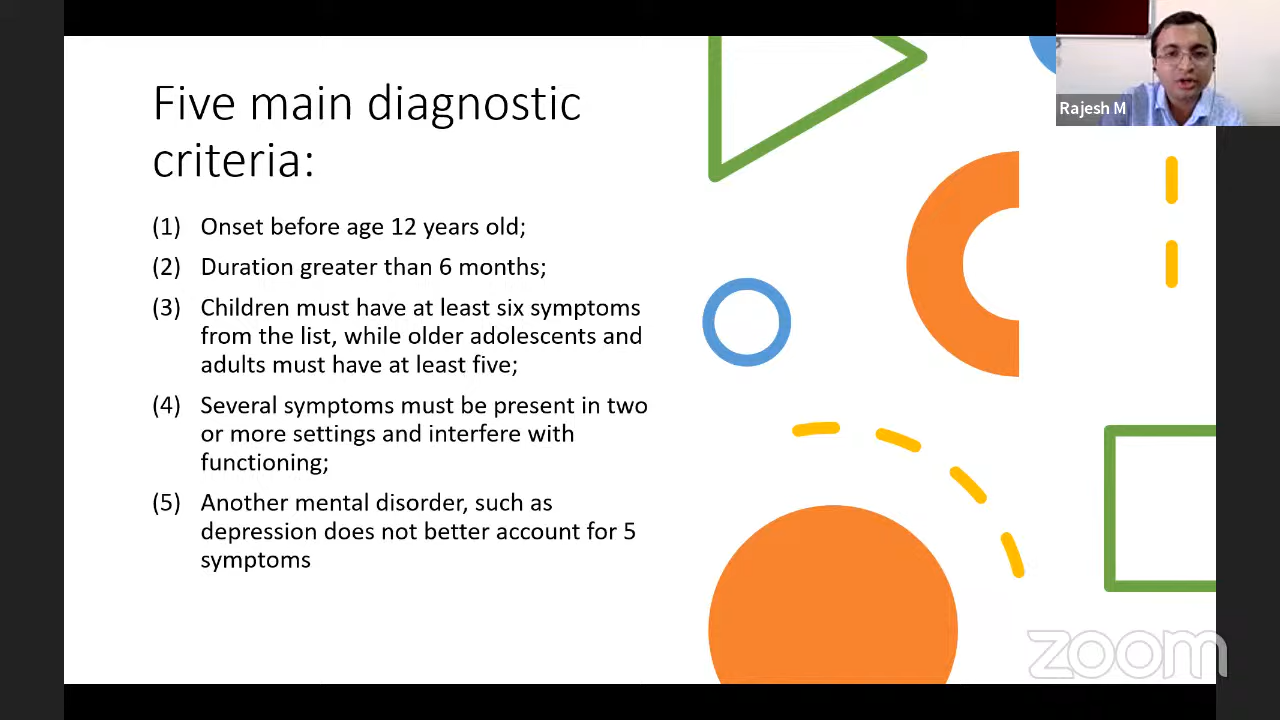 Five main diagnostic
criteria:
(1) Onset before age 12 years old;
(2) Duration greater than 6 months;
(3) Children must have at least six symptoms
from the list, while older adolescents and
adults must have at least five;
(4) Several symptoms must be present in two
or more settings and interfere with
functioning;
(5) Another mental disorder, such as
depression does not better account for 5
symptoms
Rajesh M
zoom